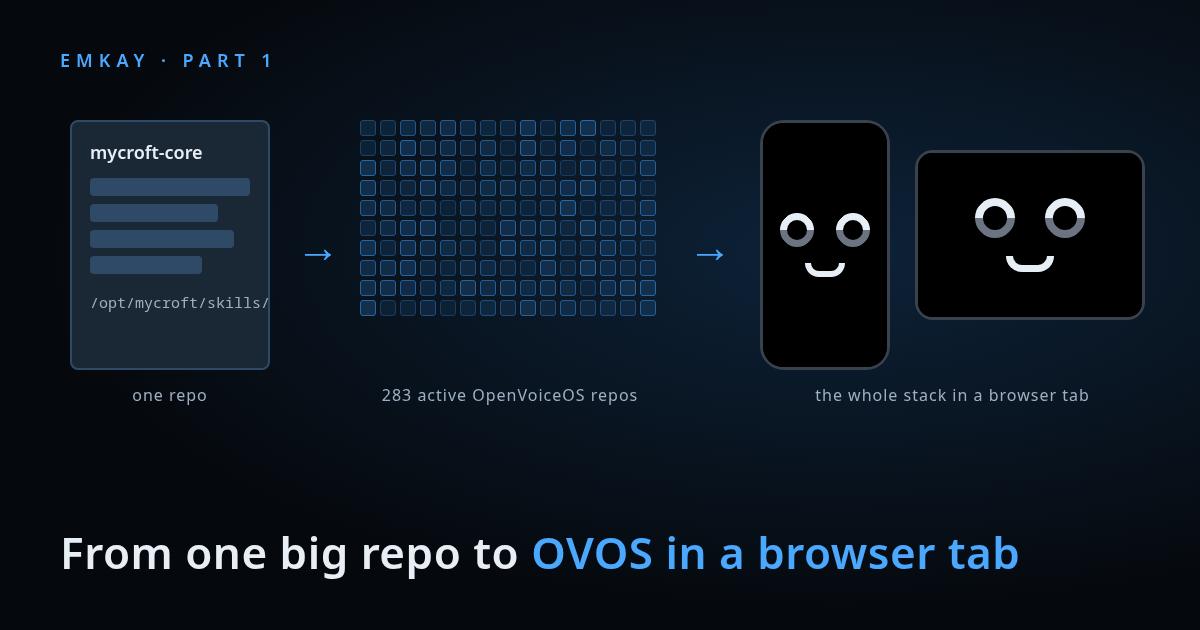 EMKAY · PART 1
mycroft-core
/opt/mycroft/skills/
→
→
one repo
283 active OpenVoiceOS repos
the whole stack in a browser tab
From one big repo to OVOS in a browser tab